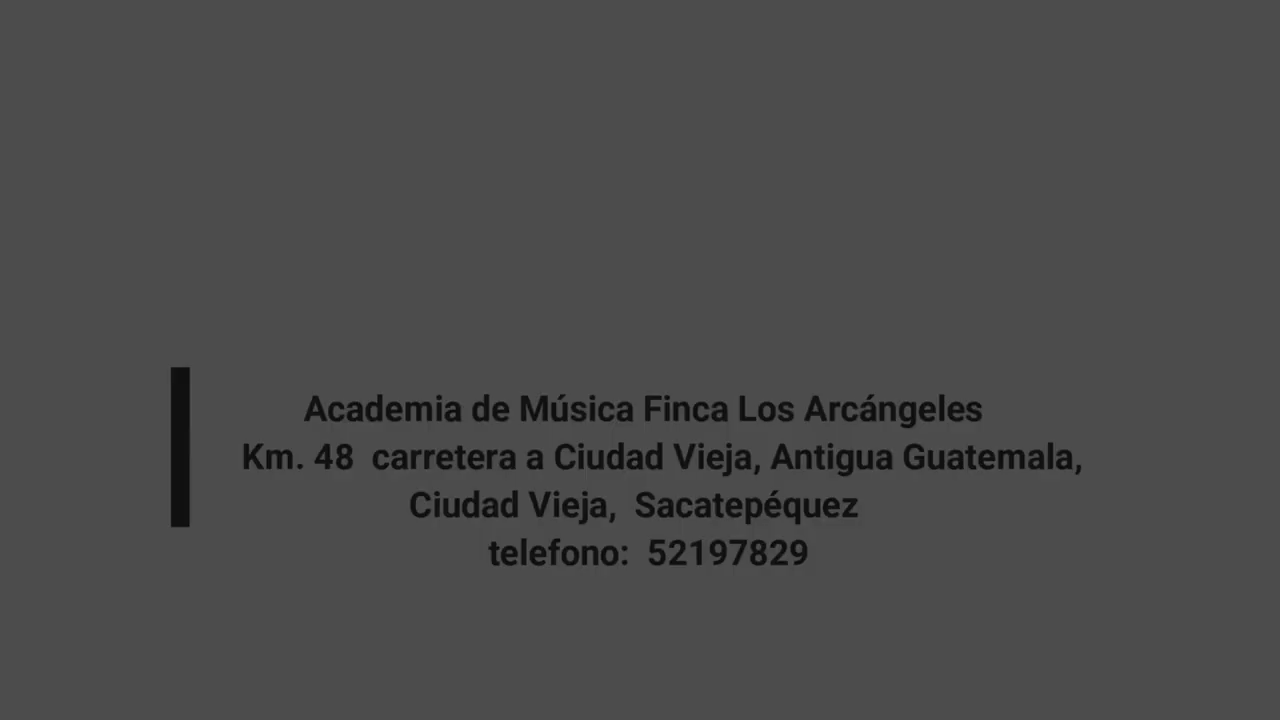 Academia de Música Finca Los Arcángeles
Km. 48  carretera a Ciudad Vieja, Antigua Guatemala,
Ciudad Vieja,  Sacatepéquez
telefono:  52197829